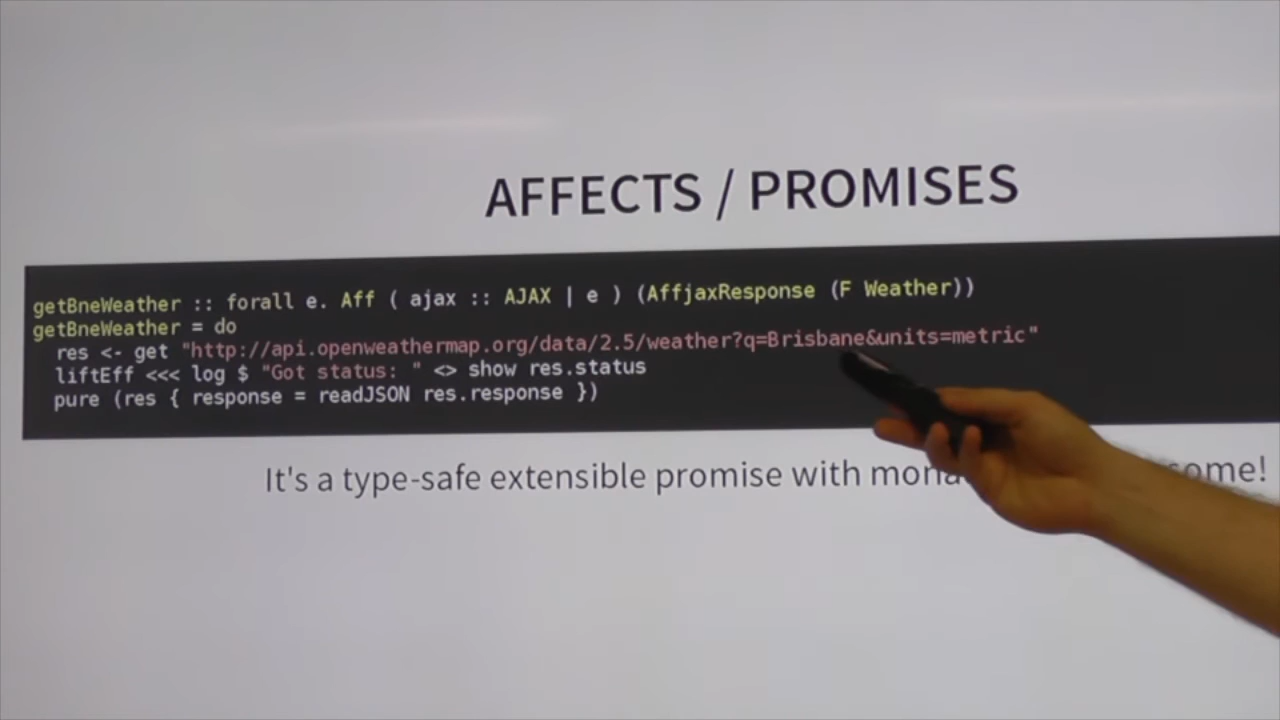 AFFECTS / PROMISES
getBneWeather :: forall e. Aff ( ajax :: AJAX | e ) (AffjaxResponse (F Weather))
getBneWeather = do
res <- get "http://api.openweathermap.org/data/2.5/weather?q=Brisbane&units=metric"
liftEff <<< log $ "Got status: " <> show res.status
pure (res { response = readJSON res.response })
It's a type-safe extensible promise with